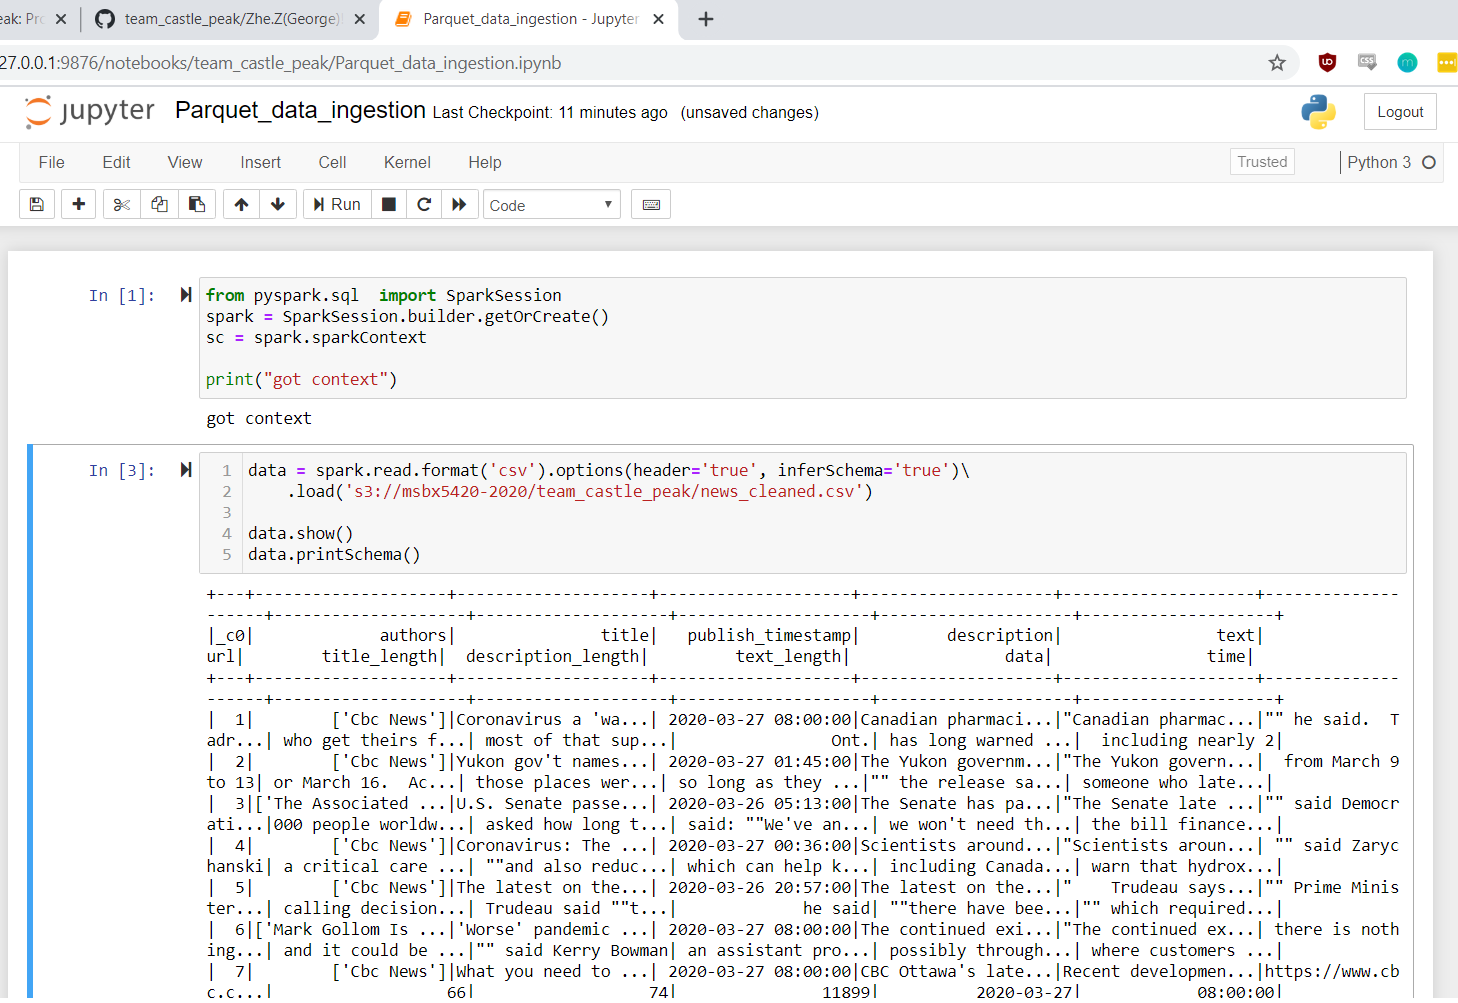 eak: Pr
team_castle_peak/Zhe.Z(George)
Parquet_data_ingestion - Jupyter
27.0.0.1:9876/notebooks/team_castle_peak/Parquet_data_ingestion.ipynb
jupyter Parquet_data_ingestion Last Checkpoint: 11 minutes ago (unsaved changes)
Logout
File Edit View Insert Cell Kernel Help
Trusted
Python 3
Run
Code
In [1]:
from pyspark.sql  import SparkSession
spark = SparkSession.builder.getOrCreate()
sc = spark.sparkContext
print("got context")
got context
In [3]:
1 data = spark.read.format('csv').options(header='true', inferSchema='true')\
2     .load('s3://msbx5420-2020/team_castle_peak/news_cleaned.csv')
3
4 data.show()
5 data.printSchema()
+---+--------------------+--------------------+--------------------+--------------------+--------------------+--------------
------+--------------------+--------------------+--------------------+--------------------+--------------------+
|_c0|             authors|               title|   publish_timestamp|         description|                text|
url|        title_length|  description_length|         text_length|                data|                time|
+---+--------------------+--------------------+--------------------+--------------------+--------------------+--------------
------+--------------------+--------------------+--------------------+--------------------+--------------------+
|  1|        ['Cbc News']|Coronavirus a 'wa...| 2020-03-27 08:00:00|Canadian pharmaci...|"Canadian pharmac...|"" he said.  T
adr...| who get theirs f...| most of that sup...|                Ont.| has long warned ...|  including nearly 2|
|  2|        ['Cbc News']|Yukon gov't names...| 2020-03-27 01:45:00|The Yukon governm...|"The Yukon govern...|  from March 9
to 13| or March 16.  Ac...| those places wer...| so long as they ...|"" the release sa...| someone who late...|
|  3|['The Associated ...|U.S. Senate passe...| 2020-03-26 05:13:00|The Senate has pa...|"The Senate late ...|"" said Democr
ati...|000 people worldw...| asked how long t...| said: ""We've an...| we won't need th...| the bill finance...|
|  4|        ['Cbc News']|Coronavirus: The ...| 2020-03-27 00:36:00|Scientists around...|"Scientists aroun...| "" said Zaryc
hanski| a critical care ...| ""and also reduc...| which can help k...| including Canada...| warn that hydrox...|
|  5|        ['Cbc News']|The latest on the...| 2020-03-26 20:57:00|The latest on the...|"    Trudeau says...|"" Prime Minis
ter...| calling decision...| Trudeau said ""t...|             he said| ""there have bee...|"" which required...|
|  6|['Mark Gollom Is ...|'Worse' pandemic ...| 2020-03-27 08:00:00|The continued exi...|"The continued ex...| there is noth
ing...| and it could be ...|"" said Kerry Bowman| an assistant pro...| possibly through...| where customers ...|
|  7|        ['Cbc News']|What you need to ...| 2020-03-27 08:00:00|CBC Ottawa's late...|Recent developmen...|https://www.cb
c.c...|                  66|                  74|               11899|          2020-03-27|            08:00:00|